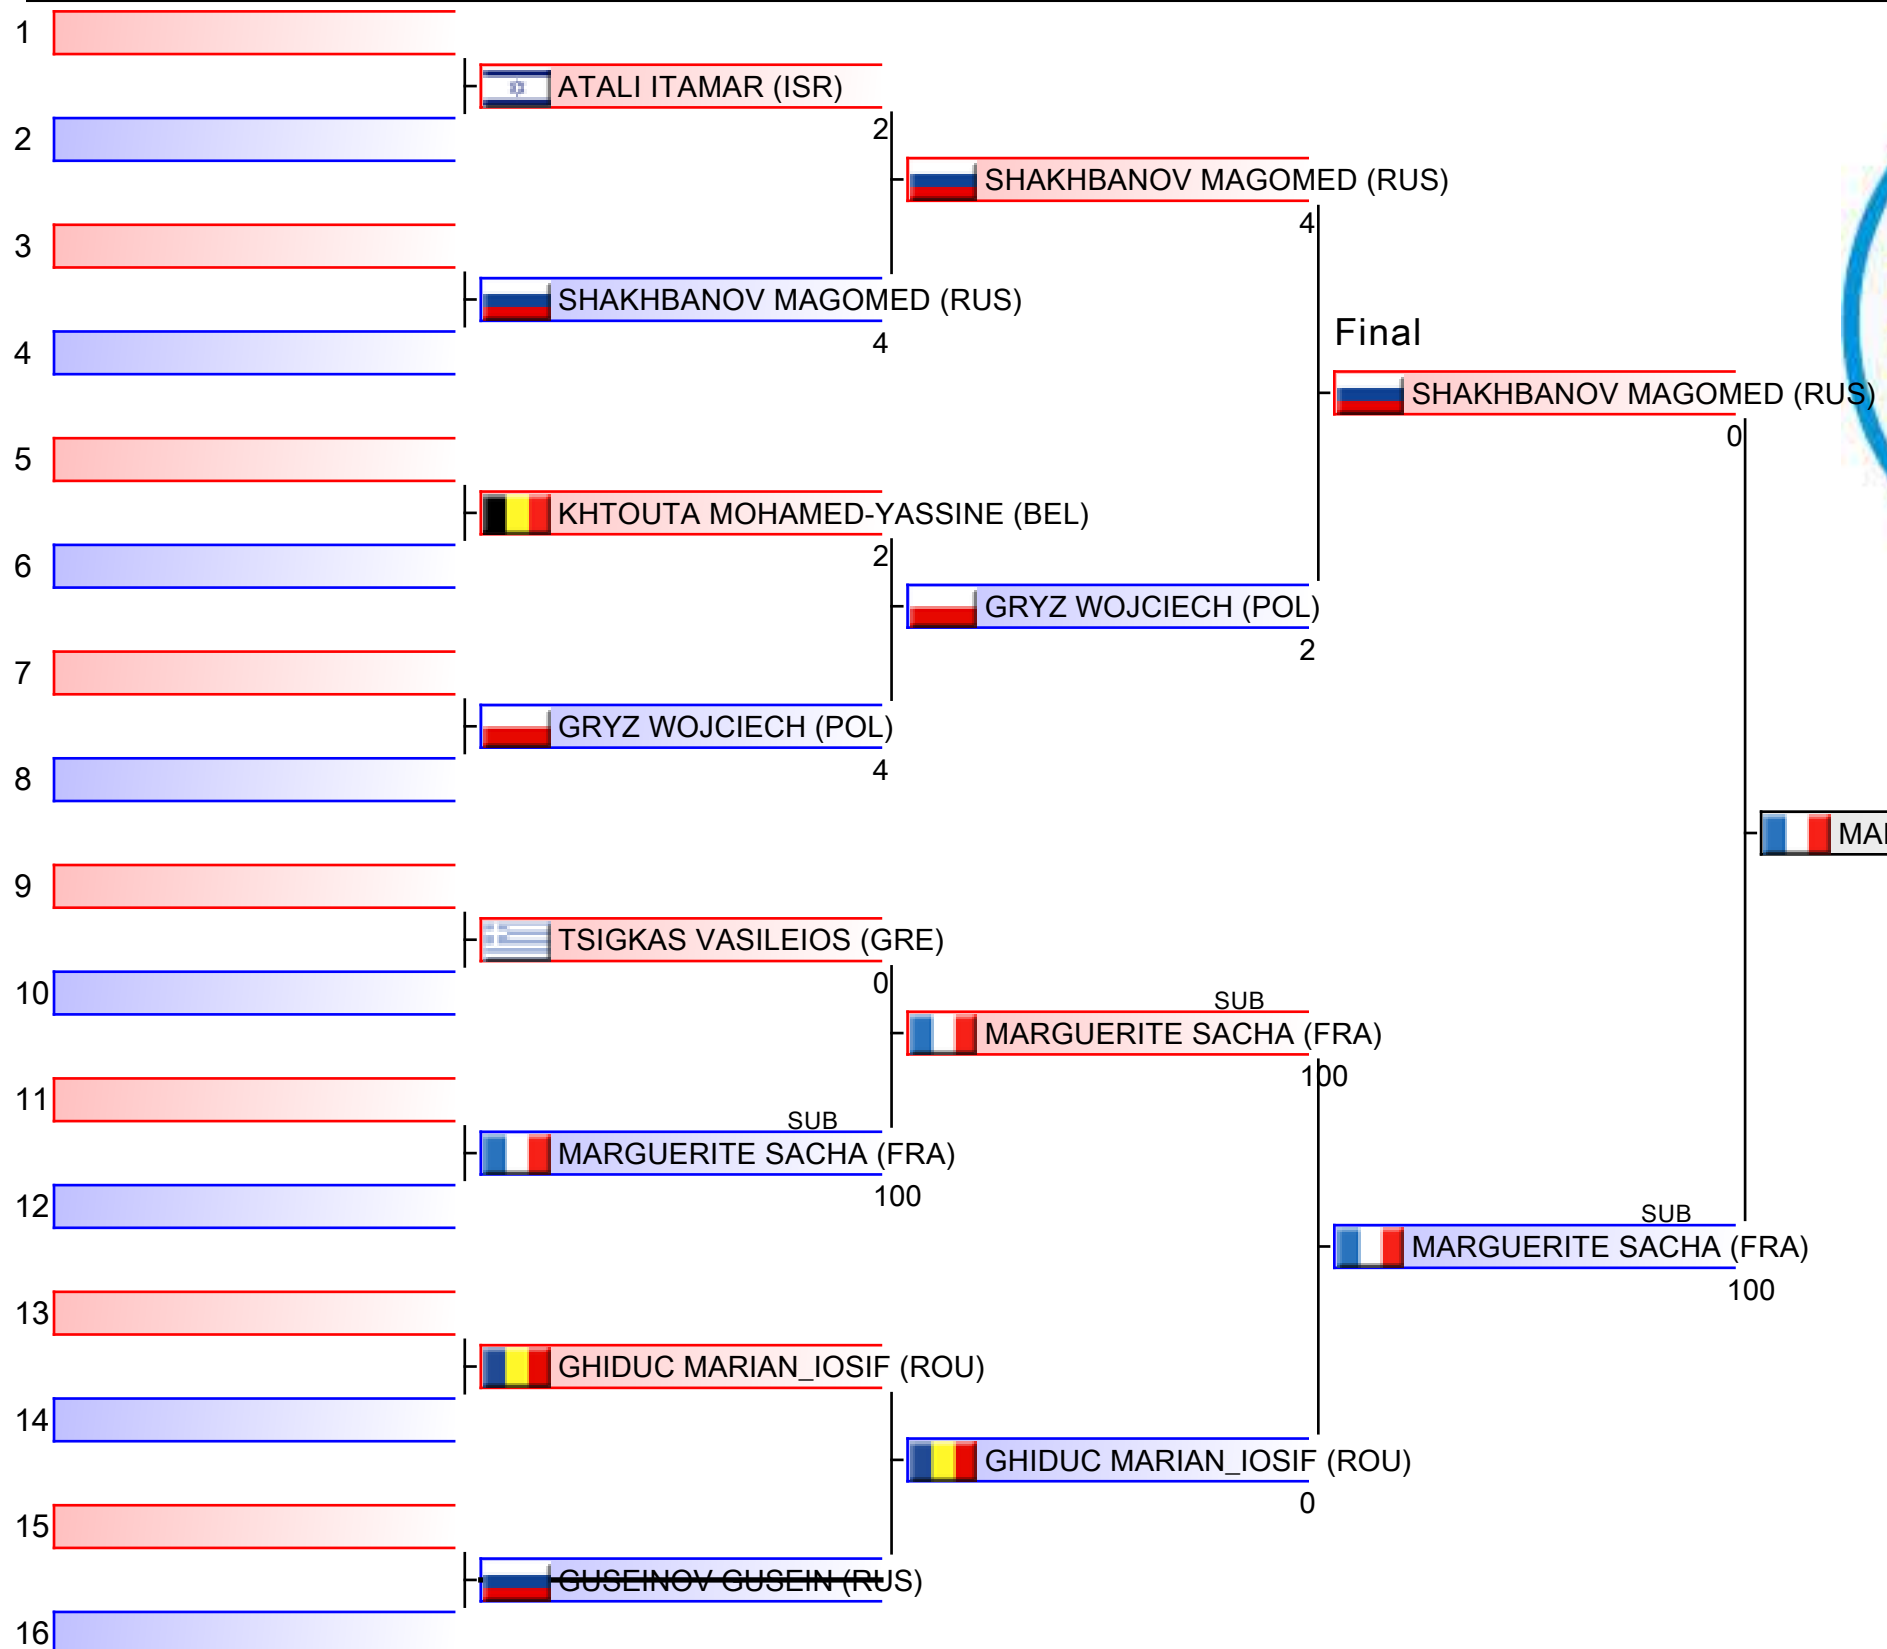 1
ATALI ITAMAR (ISR)
2
2
SHAKHBANOV MAGOMED (RUS)
4
3
SHAKHBANOV MAGOMED (RUS)
4
4
Final
SHAKHBANOV MAGOMED (RUS)
0
5
KHTOUTA MOHAMED-YASSINE (BEL)
2
6
GRYZ WOJCIECH (POL)
2
7
GRYZ WOJCIECH (POL)
4
8
9
TSIGKAS VASILEIOS (GRE)
0
10
SUB
MARGUERITE SACHA (FRA)
100
11
SUB
MARGUERITE SACHA (FRA)
100
12
SUB
MARGUERITE SACHA (FRA)
100
13
GHIDUC MARIAN_IOSIF (ROU)
14
GHIDUC MARIAN_IOSIF (ROU)
0
15
GUSEINOV GUSEIN (RUS)
16